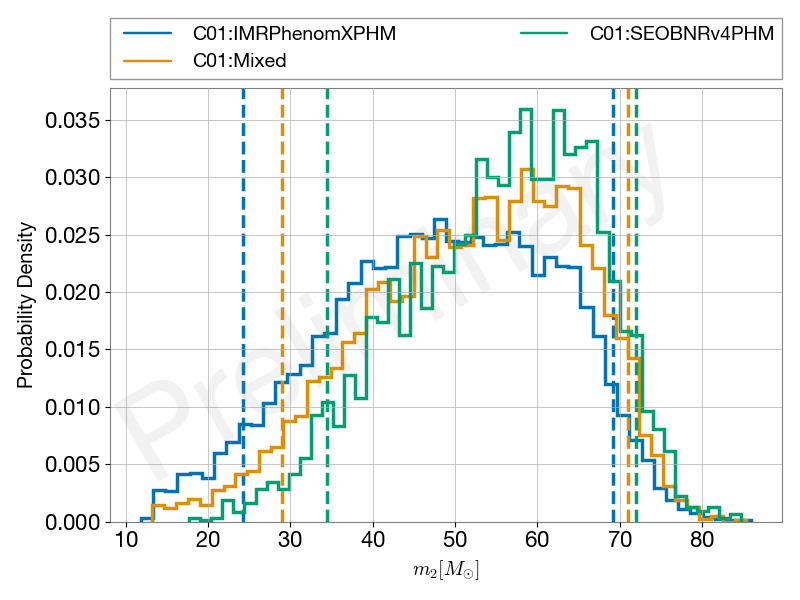 C01:IMRPhenomXPHM
C01:Mixed
C01:SEOBNRv4PHM
Preliminary
Probability Density
0.035
0.030
0.025
0.020
0.015
0.010
0.005
0.000
10 20 30 40 50 60 70 80
m₂[M⊙]